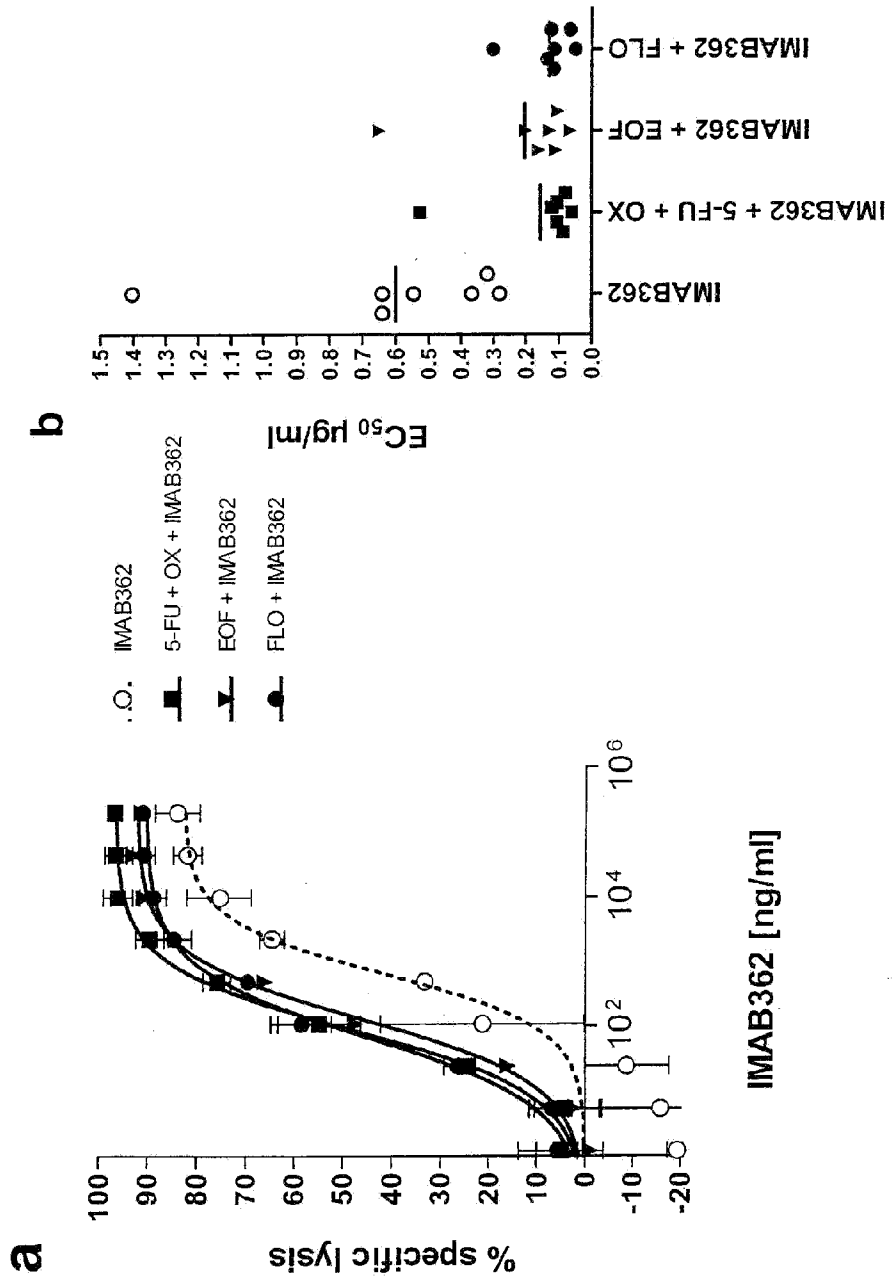 a
% specific lysis
100
90
80
70
60
50
40
30
20
10
0
-10
-20
10²
10⁴
10⁶
IMAB362 [ng/ml]
IMAB362
5-FU + OX + IMAB362
EOF + IMAB362
FLO + IMAB362
b
EC₅₀ µg/ml
1.5
1.4
1.3
1.2
1.1
1.0
0.9
0.8
0.7
0.6
0.5
0.4
0.3
0.2
0.1
0.0
IMAB362
IMAB362 + 5-FU + OX
IMAB362 + EOF
IMAB362 + FLO